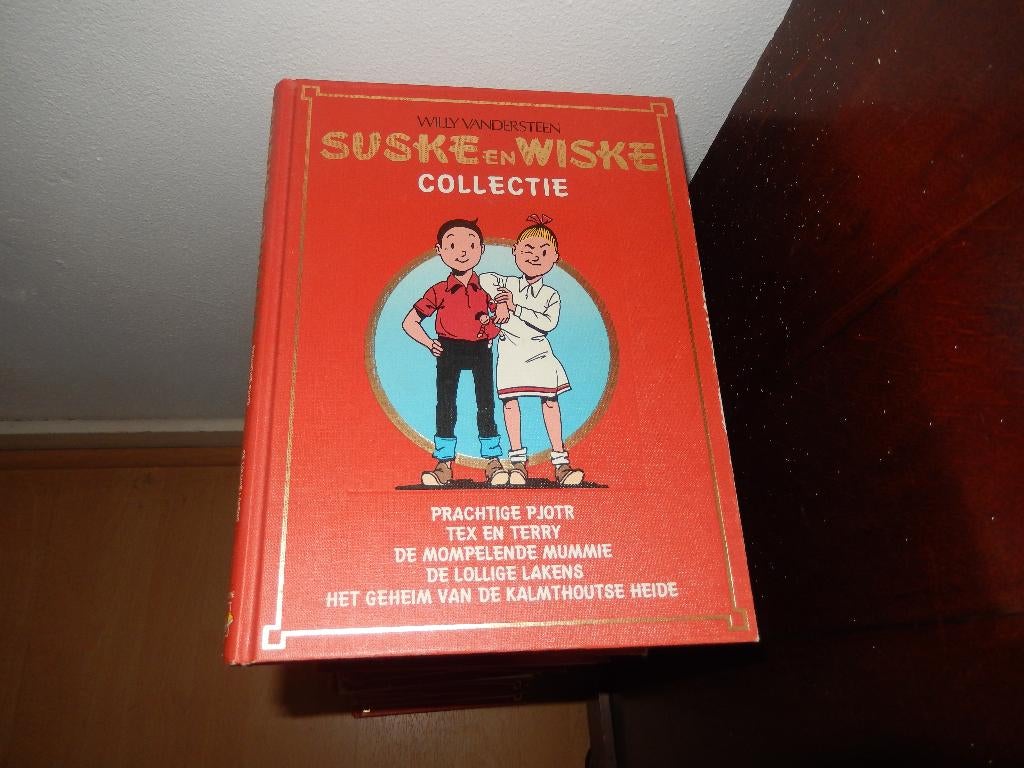 WILLY VANDERSTEEN
SUSKE EN WISKE
COLLECTIE
PRACHTIGE PJOTR
TEX EN TERRY
DE MOMPELENDE MUMMIE
DE LOLLIGE LAKENS
HET GEHEIM VAN DE KALMTHOUTSE HEIDE